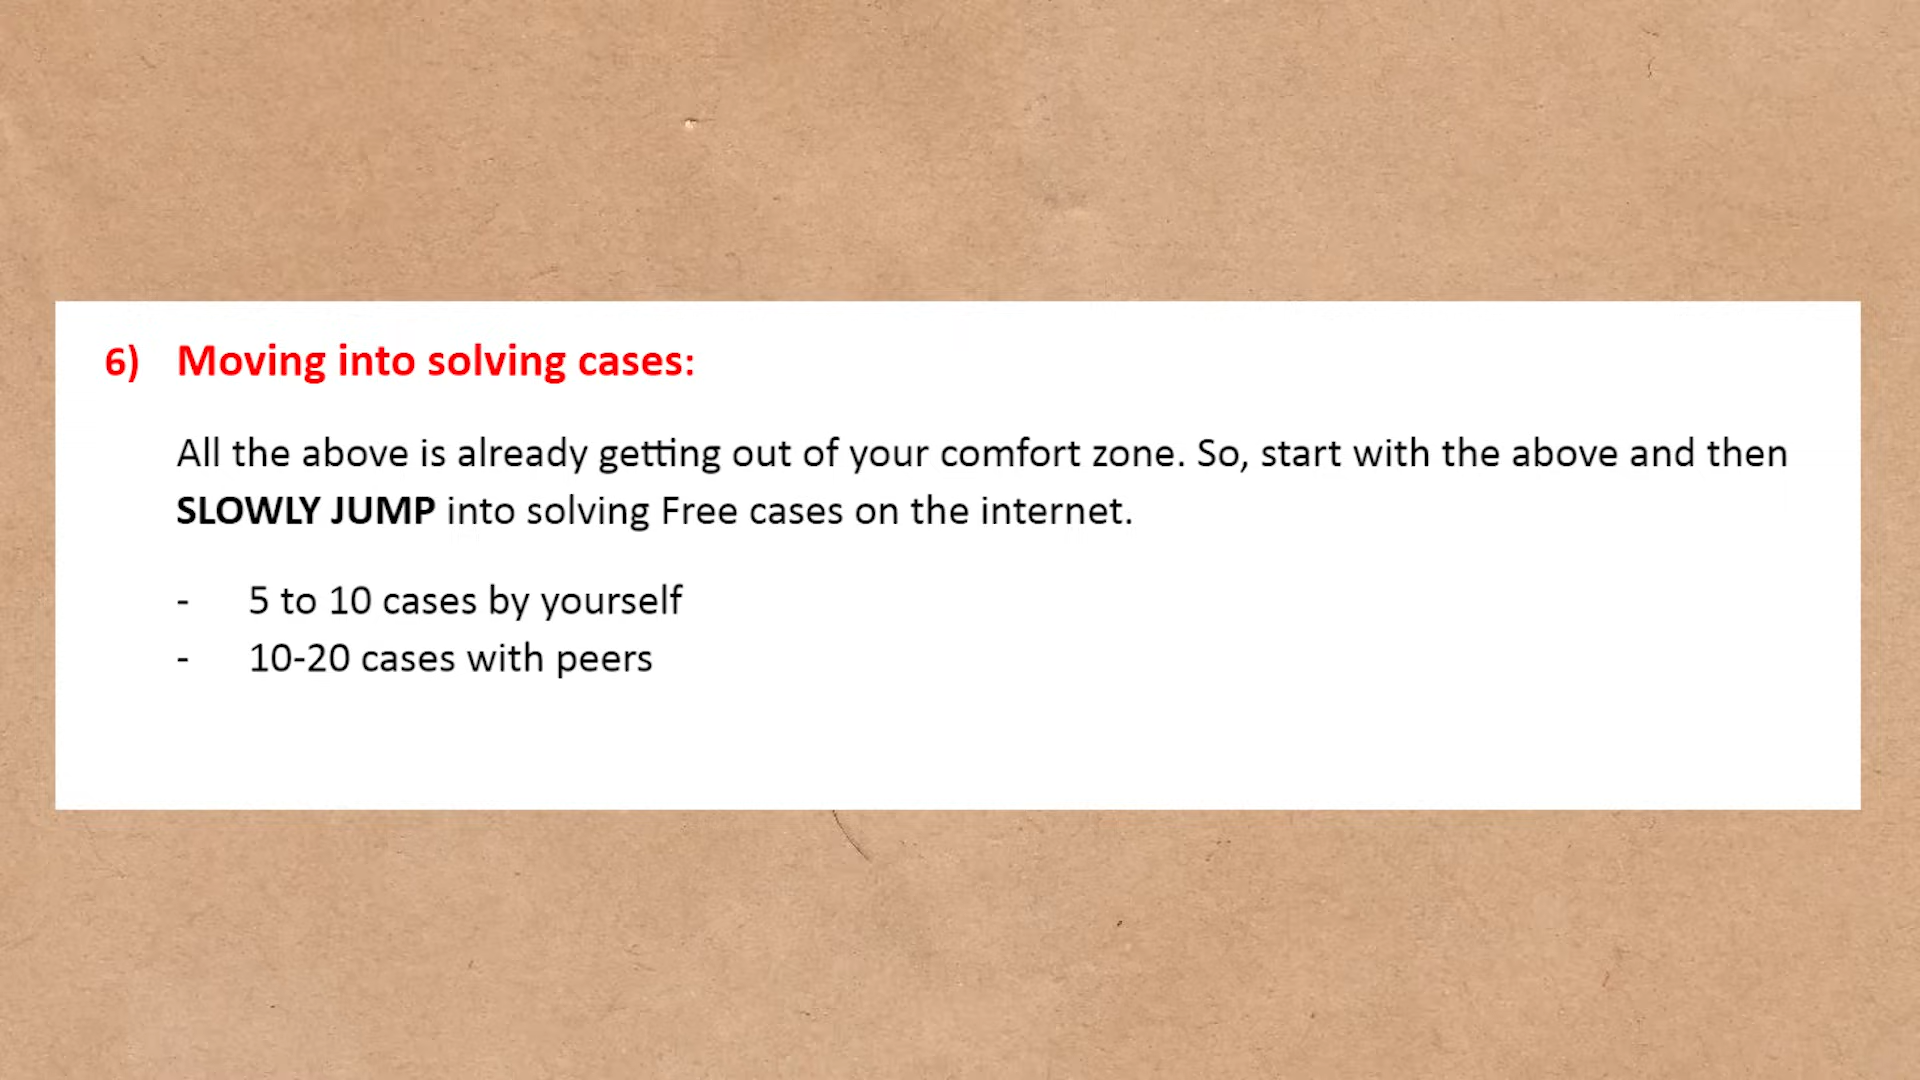 6) Moving into solving cases:
All the above is already getting out of your comfort zone. So, start with the above and then
SLOWLY JUMP into solving Free cases on the internet.
- 5 to 10 cases by yourself
- 10-20 cases with peers